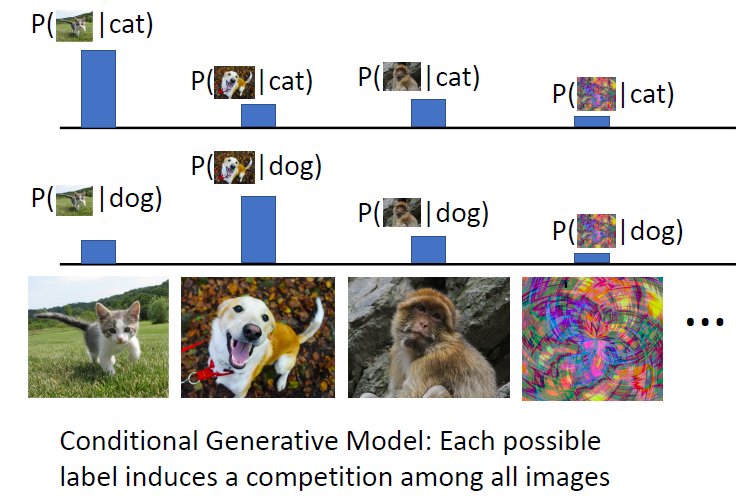 P( |cat)
P( |cat)
P( |cat)
P( |cat)
P( |dog)
P( |dog)
P( |dog)
P( |dog)
...
Conditional Generative Model: Each possible
label induces a competition among all images